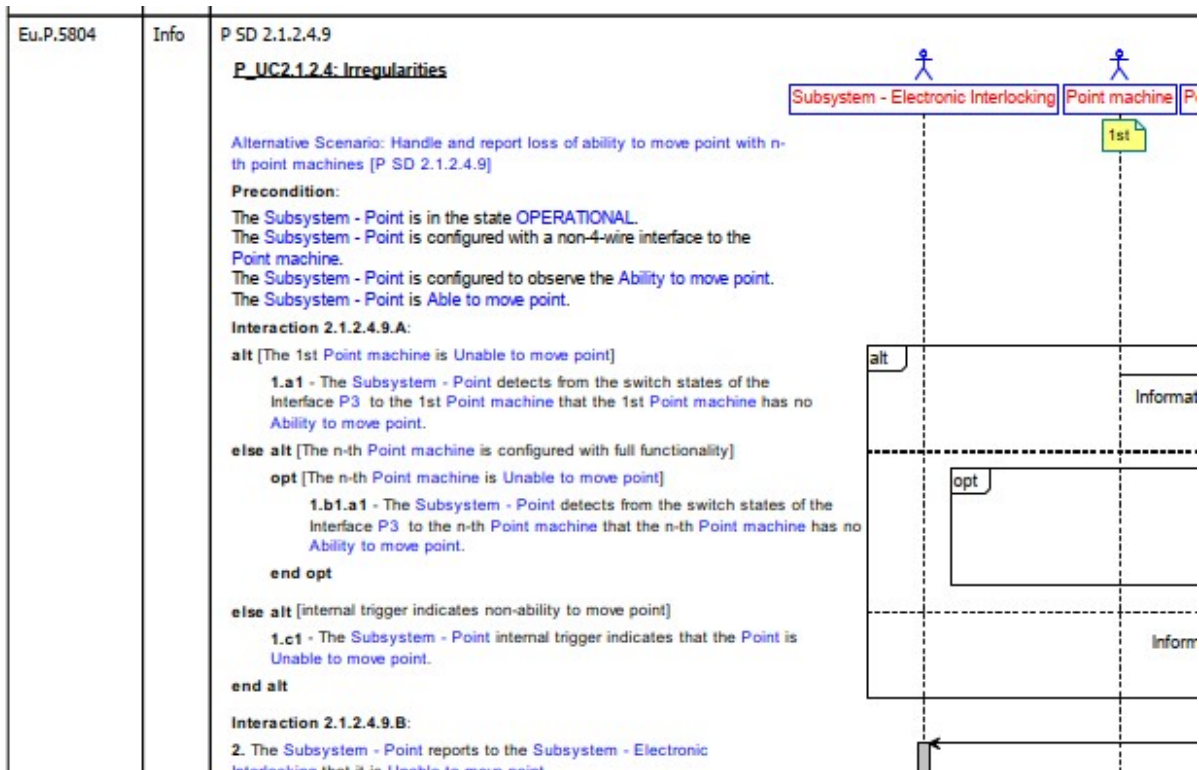 Eu.P.5804 Info P SD 2.1.2.4.9
P_UC2.1.2.4: Irregularities
Subsystem - Electronic Interlocking Point machine
1st
Alternative Scenario: Handle and report loss of ability to move point with n-
th point machines [P SD 2.1.2.4.9]
Precondition:
The Subsystem - Point is in the state OPERATIONAL.
The Subsystem - Point is configured with a non-4-wire interface to the
Point machine.
The Subsystem - Point is configured to observe the Ability to move point.
The Subsystem - Point is Able to move point.
Interaction 2.1.2.4.9.A:
alt [The 1st Point machine is Unable to move point]
alt
1.a1 - The Subsystem - Point detects from the switch states of the
Interface P3 to the 1st Point machine that the 1st Point machine has no
Informat
Ability to move point.
else alt [The n-th Point machine is configured with full functionality]
opt [The n-th Point machine is Unable to move point]
opt
1.b1.a1 - The Subsystem - Point detects from the switch states of the
Interface P3 to the n-th Point machine that the n-th Point machine has no
Ability to move point.
end opt
else alt [internal trigger indicates non-ability to move point]
1.c1 - The Subsystem - Point internal trigger indicates that the Point is
Inform
Unable to move point.
end alt
Interaction 2.1.2.4.9.B:
2. The Subsystem - Point reports to the Subsystem - Electronic
Interlocking that it is Unable to move point.